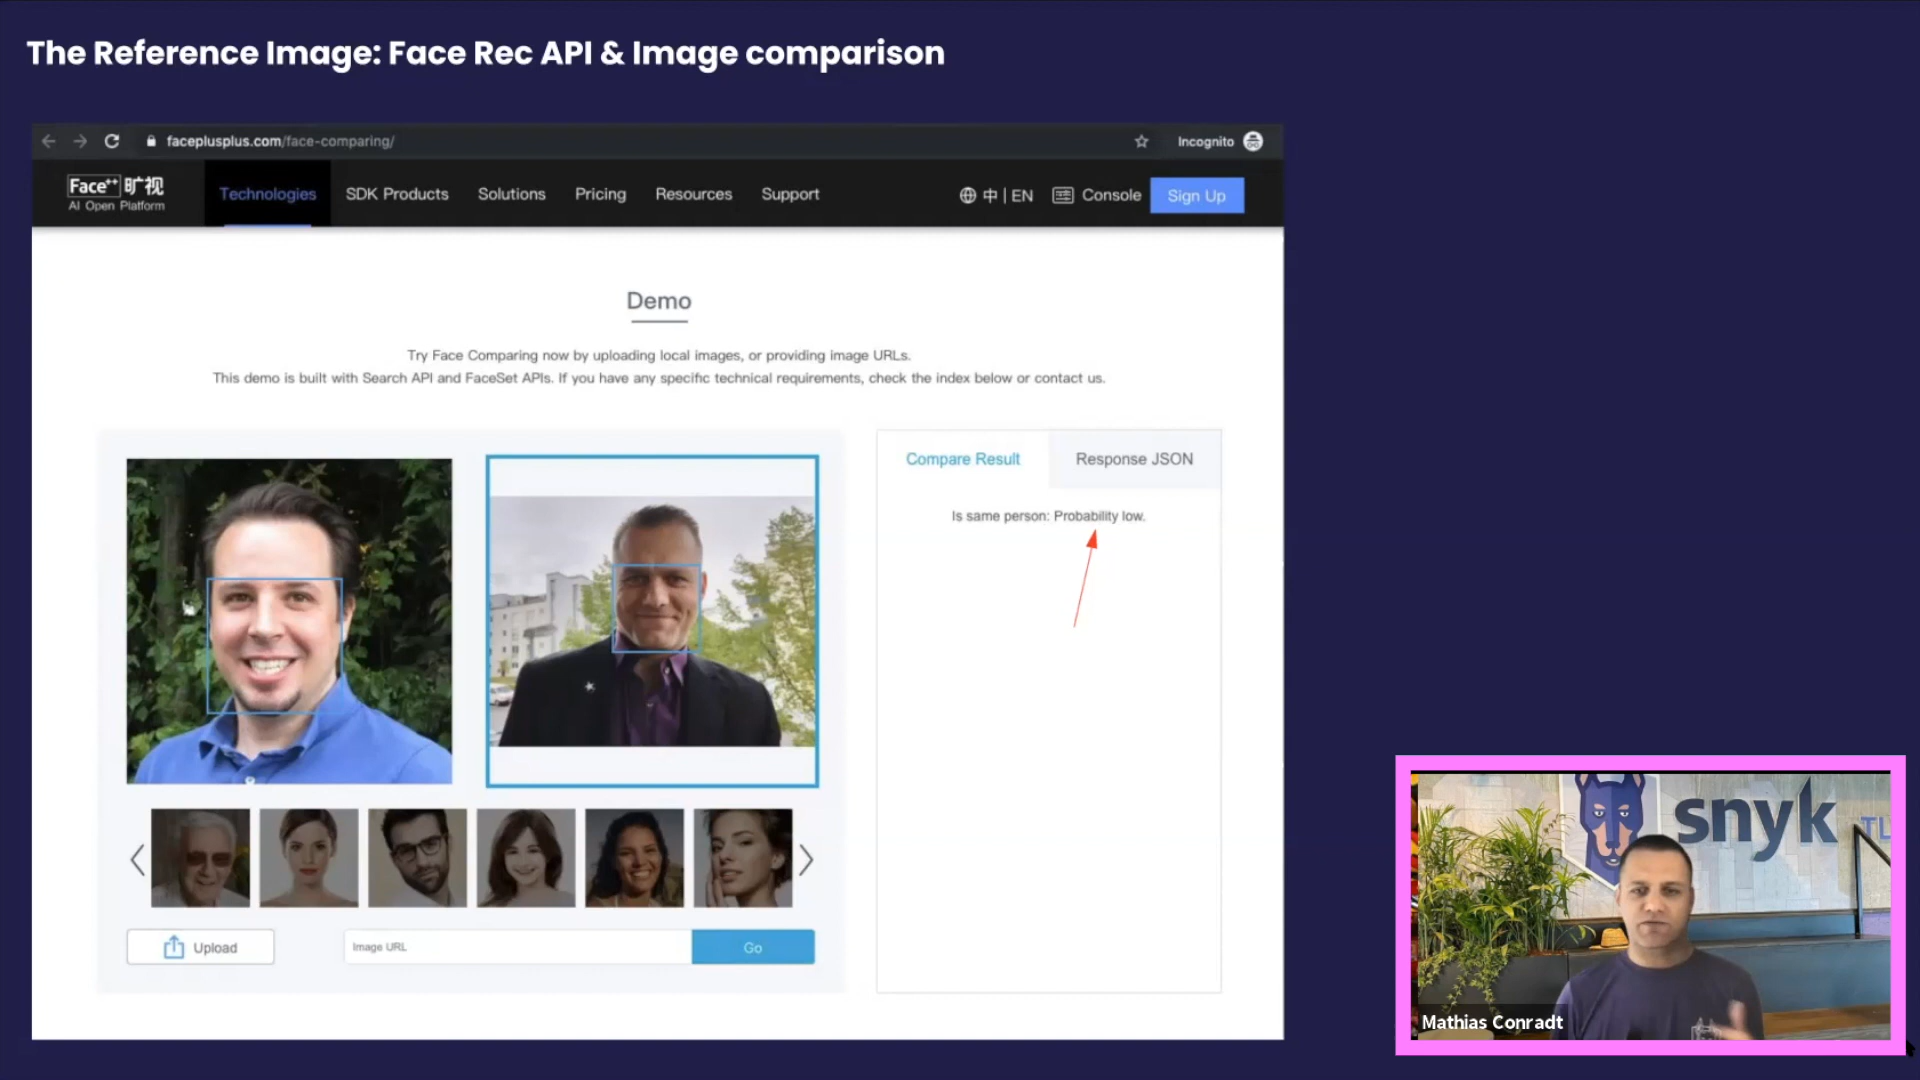 The Reference Image: Face Rec API & Image comparison
faceplusplus.com/face-comparing/
Incognito
Face++ 旷视
AI Open Platform
Technologies
SDK Products
Solutions
Pricing
Resources
Support
中 | EN
Console
Sign Up
Demo
Try Face Comparing now by uploading local images, or providing image URLs.
This demo is built with Search API and FaceSet APIs. If you have any specific technical requirements, check the index below or contact us.
Compare Result
Response JSON
Is same person: Probability low.
Upload
Image URL
Go
snyk
TL
Mathias Conradt